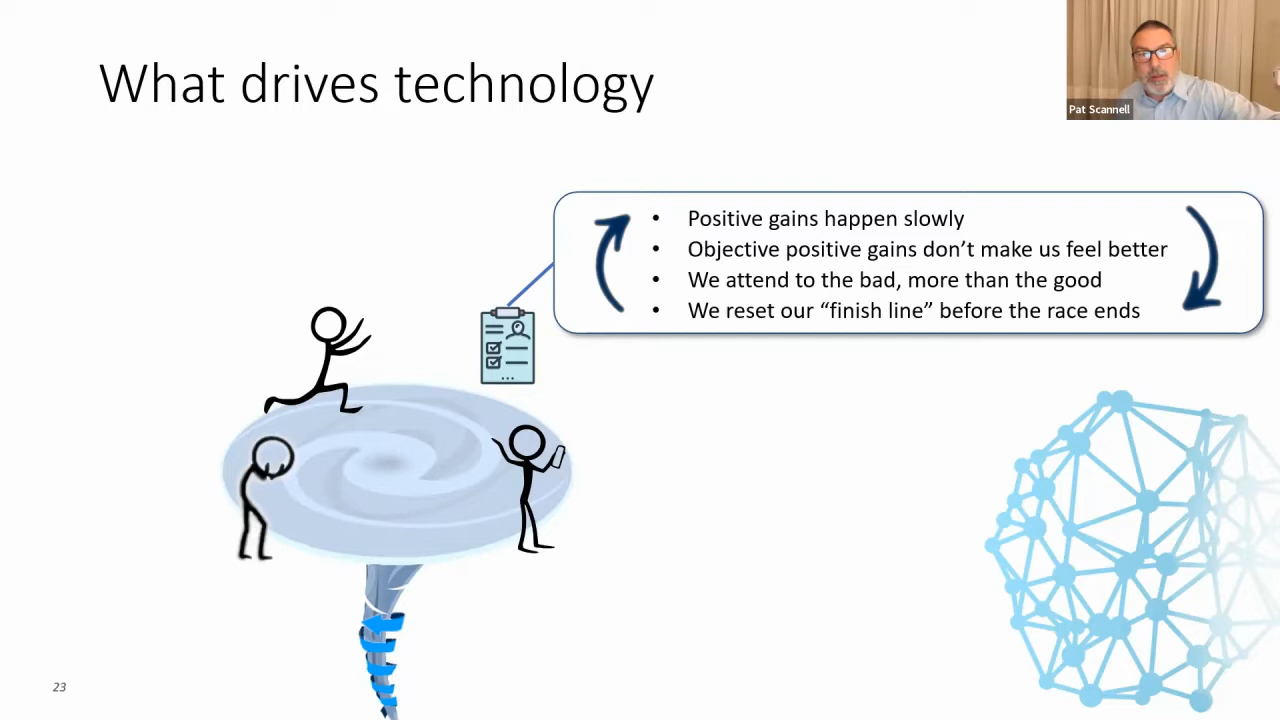 What drives technology
Pat Scannell
• Positive gains happen slowly
• Objective positive gains don’t make us feel better
• We attend to the bad, more than the good
• We reset our “finish line” before the race ends
23